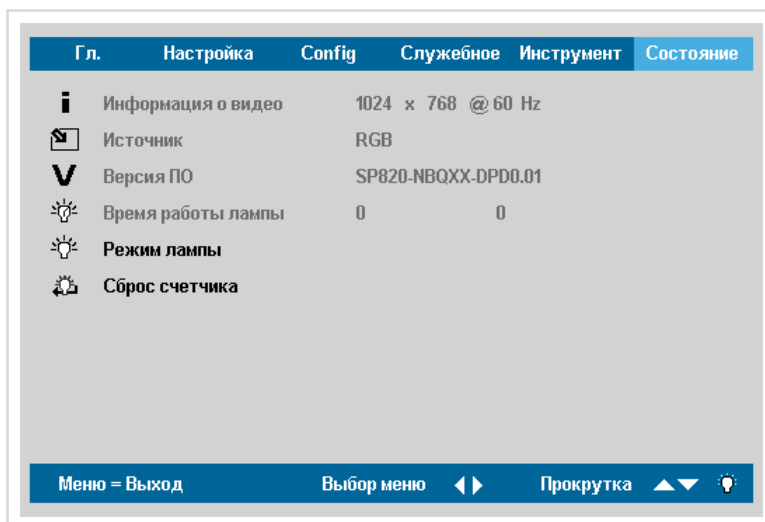 Гл. Настройка Config Служебное Инструмент Состояние
Информация о видео 1024 x 768 @ 60 Hz
Источник RGB
Версия ПО SP820-NBQXX-DPD0.01
Время работы лампы 0 0
Режим лампы
Сброс счетчика
Меню = Выход Выбор меню Прокрутка